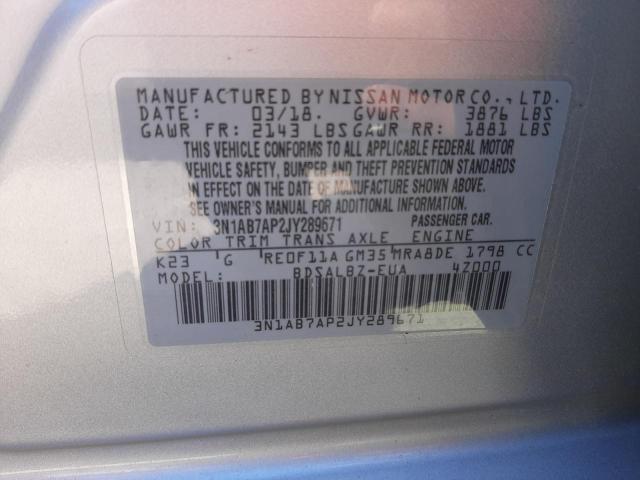 MANUFACTURED BY NISSAN MOTOR CO., LTD.
DATE: 03/18. GVWR: 3876 LBS
GAWR FR: 2143 LBS GAWR RR: 1881 LBS
THIS VEHICLE CONFORMS TO ALL APPLICABLE FEDERAL MOTOR
VEHICLE SAFETY, BUMPER AND THEFT PREVENTION STANDARDS
IN EFFECT ON THE DATE OF MANUFACTURE SHOWN ABOVE.
SEE OWNER'S MANUAL FOR ADDITIONAL INFORMATION.
VIN: 3N1AB7AP2JY289671 PASSENGER CAR.
COLOR TRIM TRANS AXLE ENGINE
K23 G RE0F11A GM35 MRA8DE 1798 CC
MODEL: BDSALBZ-EUA 4Z000
3N1AB7AP2JY289671